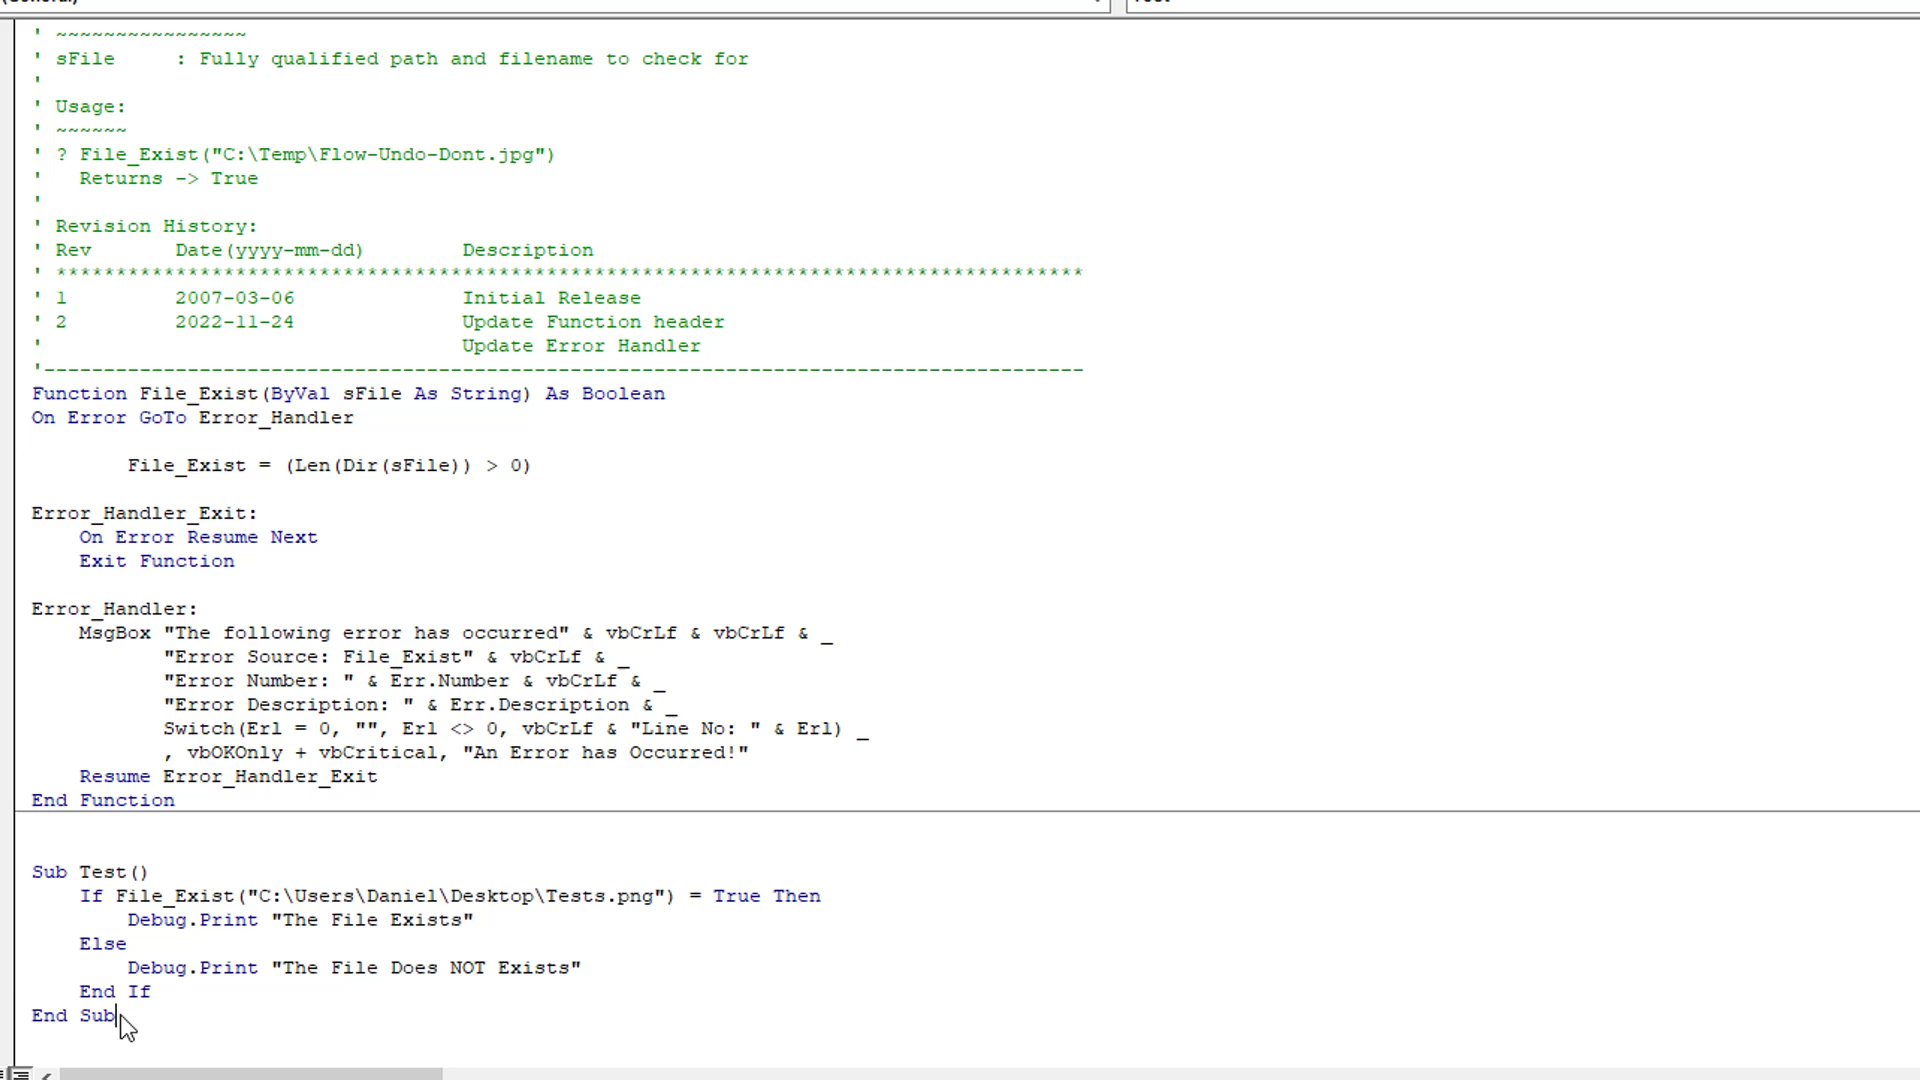 ' ~~~~~~~~~~~~~~~~
' sFile     : Fully qualified path and filename to check for
'
' Usage:
' ~~~~~~
' ? File_Exist("C:\Temp\Flow-Undo-Dont.jpg")
'   Returns -> True
'
' Revision History:
' Rev       Date(yyyy-mm-dd)        Description
' **************************************************************************************
' 1         2007-03-06              Initial Release
' 2         2022-11-24              Update Function header
'                                   Update Error Handler
'---------------------------------------------------------------------------------------
Function File_Exist(ByVal sFile As String) As Boolean
On Error GoTo Error_Handler

        File_Exist = (Len(Dir(sFile)) > 0)

Error_Handler_Exit:
    On Error Resume Next
    Exit Function

Error_Handler:
    MsgBox "The following error has occurred" & vbCrLf & vbCrLf & _
           "Error Source: File_Exist" & vbCrLf & _
           "Error Number: " & Err.Number & vbCrLf & _
           "Error Description: " & Err.Description & _
           Switch(Erl = 0, "", Erl <> 0, vbCrLf & "Line No: " & Erl) _
           , vbOKOnly + vbCritical, "An Error has Occurred!"
    Resume Error_Handler_Exit
End Function

Sub Test()
    If File_Exist("C:\Users\Daniel\Desktop\Tests.png") = True Then
        Debug.Print "The File Exists"
    Else
        Debug.Print "The File Does NOT Exists"
    End If
End Sub